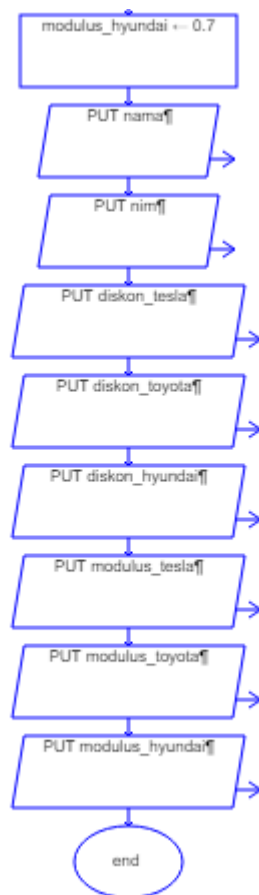 modulus_hyundai ← 0.7
PUT nama¶
PUT nim¶
PUT diskon_tesla¶
PUT diskon_toyota¶
PUT diskon_hyundai¶
PUT modulus_tesla¶
PUT modulus_toyota¶
PUT modulus_hyundai¶
end